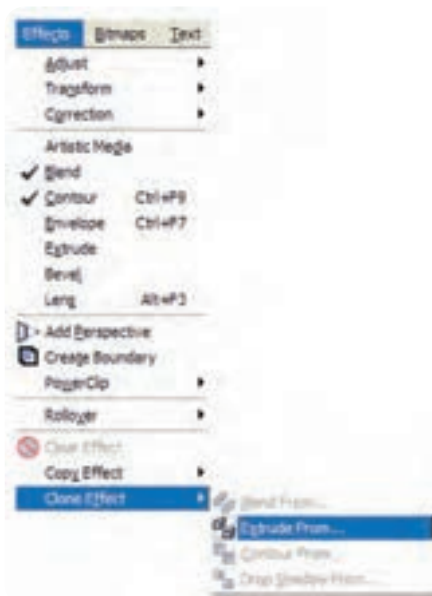 Effects Bitmaps Text
Adjust
Transform
Correction
Artistic Media
Blend
Contour Ctrl+F9
Envelope Ctrl+F7
Extrude
Bevel
Lens Alt+F3
Add Perspective
Create Boundary
PowerClip
Rollover
Clear Effect
Copy Effect
Clone Effect
Blend From...
Extrude From...
Contour From...
Drop Shadow From...